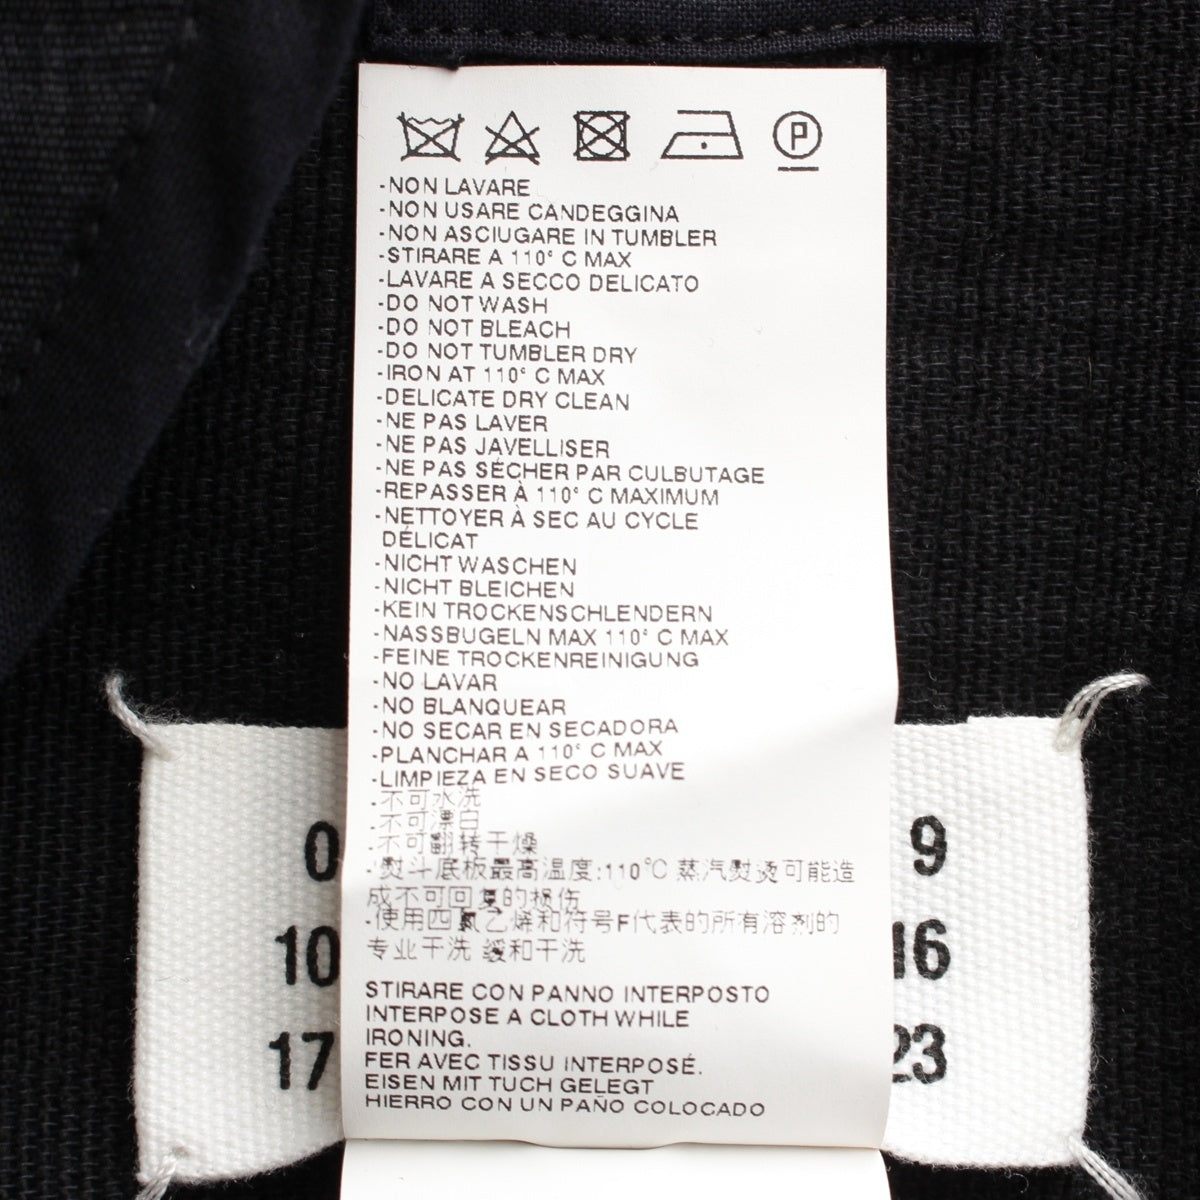 P
-NON LAVARE
-NON USARE CANDEGGINA
-NON ASCIUGARE IN TUMBLER
-STIRARE A 110° C MAX
-LAVARE A SECCO DELICATO
-DO NOT WASH
-DO NOT BLEACH
-DO NOT TUMBLER DRY
-IRON AT 110° C MAX
-DELICATE DRY CLEAN
-NE PAS LAVER
-NE PAS JAVELLISER
-NE PAS SÉCHER PAR CULBUTAGE
-REPASSER À 110° C MAXIMUM
-NETTOYER À SEC AU CYCLE
DÉLICAT
-NICHT WASCHEN
-NICHT BLEICHEN
-KEIN TROCKENSCHLENDERN
-NASSBUGELN MAX 110° C MAX
-FEINE TROCKENREINIGUNG
-NO LAVAR
-NO BLANQUEAR
-NO SECAR EN SECADORA
-PLANCHAR A 110° C MAX
-LIMPIEZA EN SECO SUAVE
-不可水洗
-不可漂白
-不可翻转干燥
-熨斗底板最高温度:110℃ 蒸汽熨烫可能造
成不可回复的损伤
-使用四氯乙烯和符号F代表的所有溶剂的
专业干洗 缓和干洗
STIRARE CON PANNO INTERPOSTO
INTERPOSE A CLOTH WHILE
IRONING.
FER AVEC TISSU INTERPOSÉ.
EISEN MIT TUCH GELEGT
HIERRO CON UN PAÑO COLOCADO
0 9
10 16
17 23